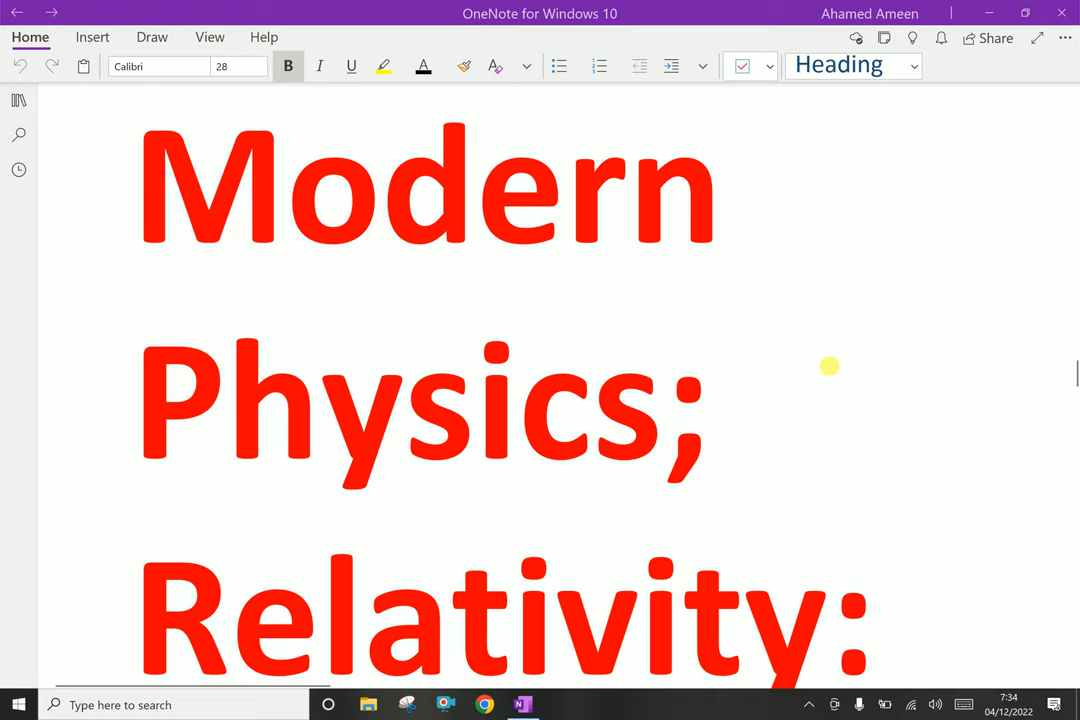 OneNote for Windows 10
Ahamed Ameen
Home Insert Draw View Help
Share
Calibri 28 B I U A Heading
Modern
Physics;
Relativity:
Type here to search
7:34
04/12/2022